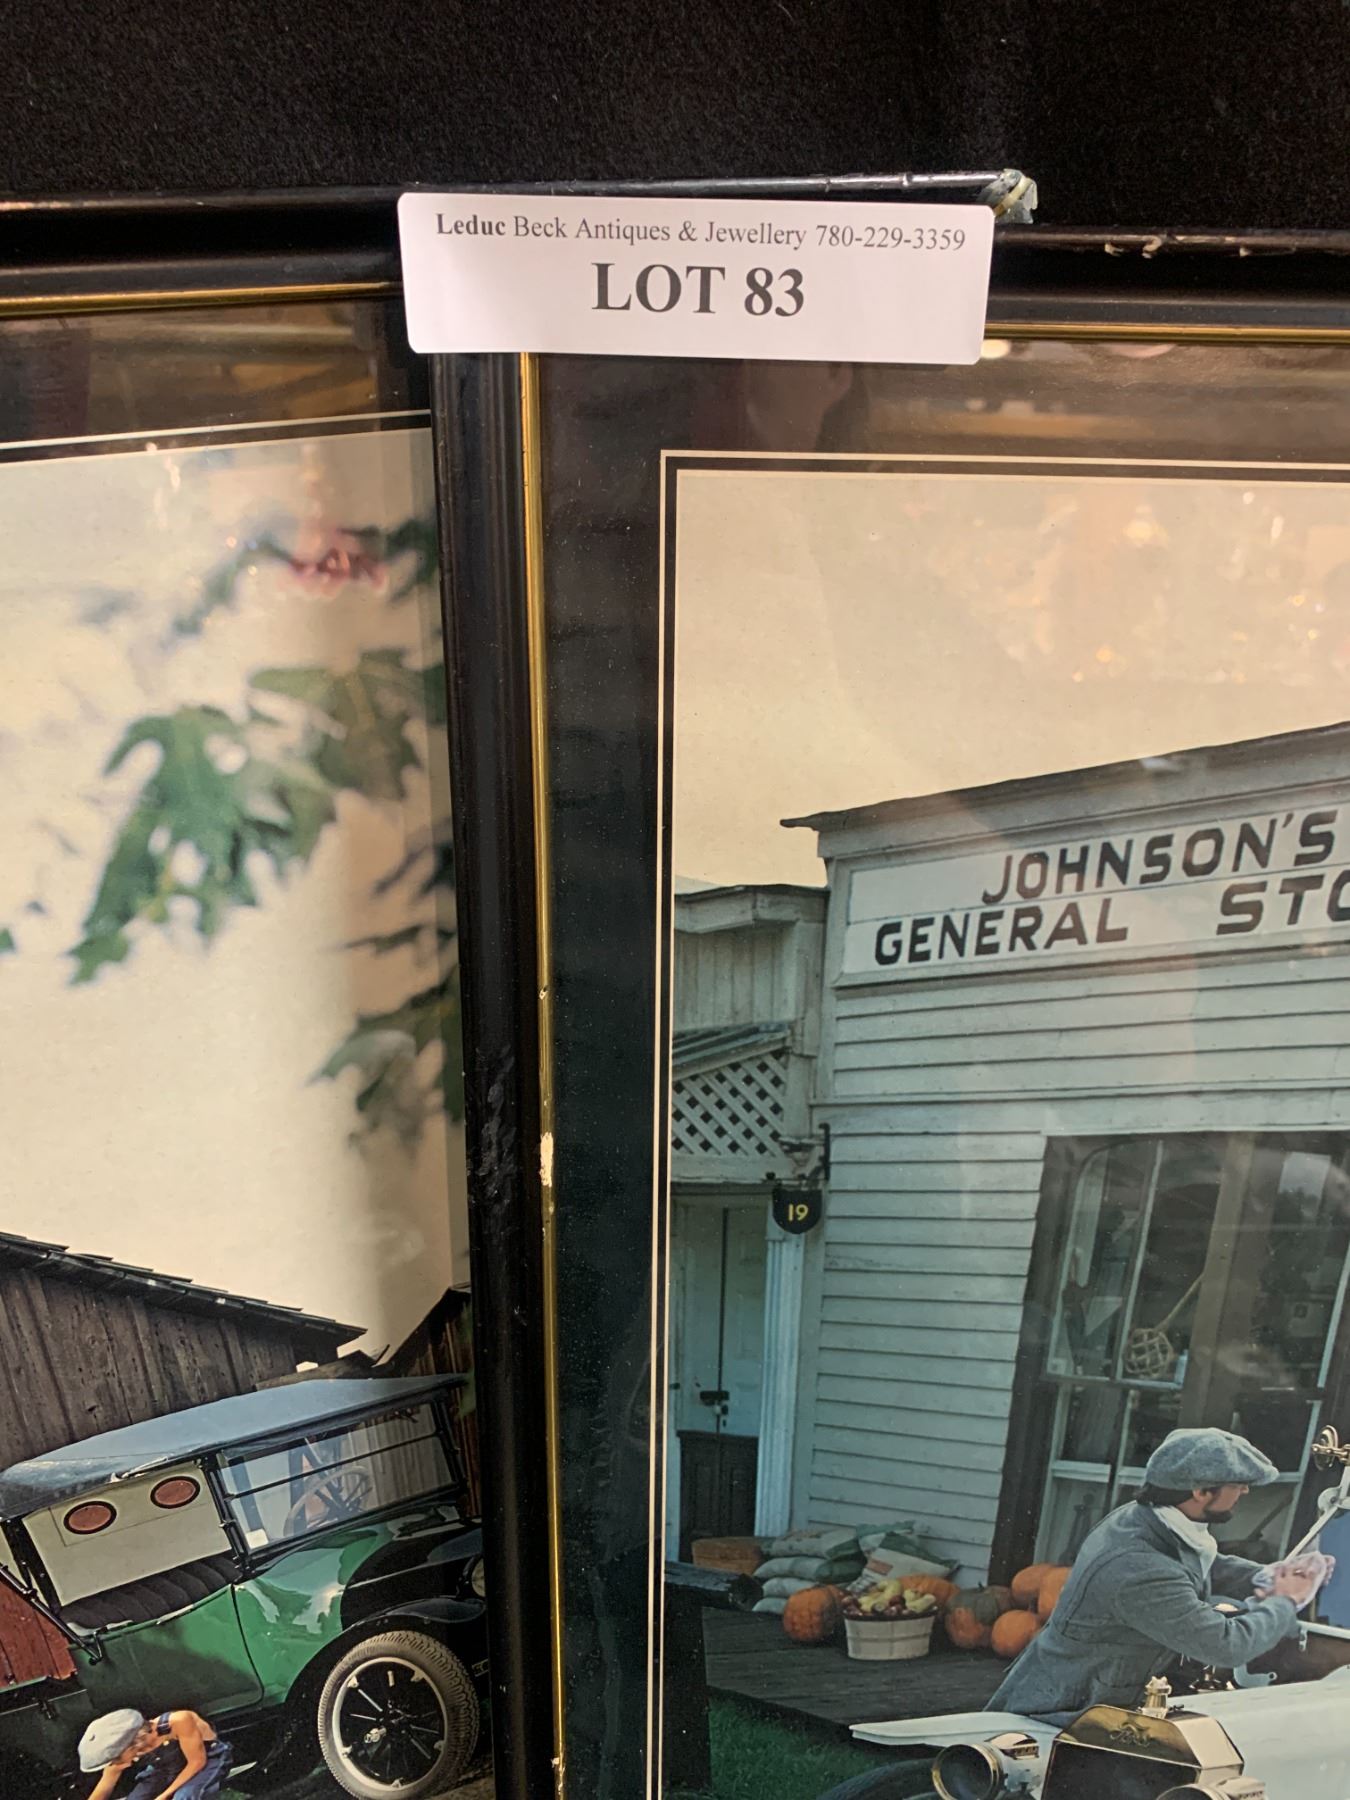 Leduc Beck Antiques & Jewellery 780-229-3359
LOT 83
JOHNSON'S
GENERAL STO
19